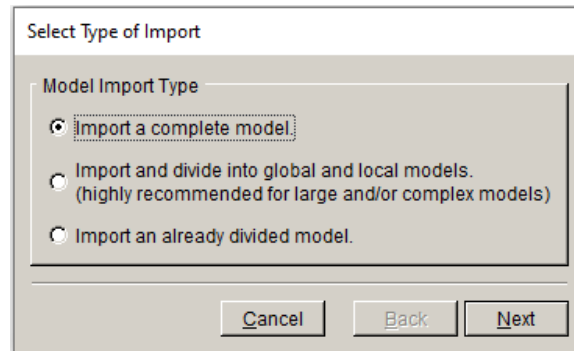 Select Type of Import
Model Import Type
Import a complete model.
Import and divide into global and local models.
(highly recommended for large and/or complex models)
Import an already divided model.
Cancel Back Next